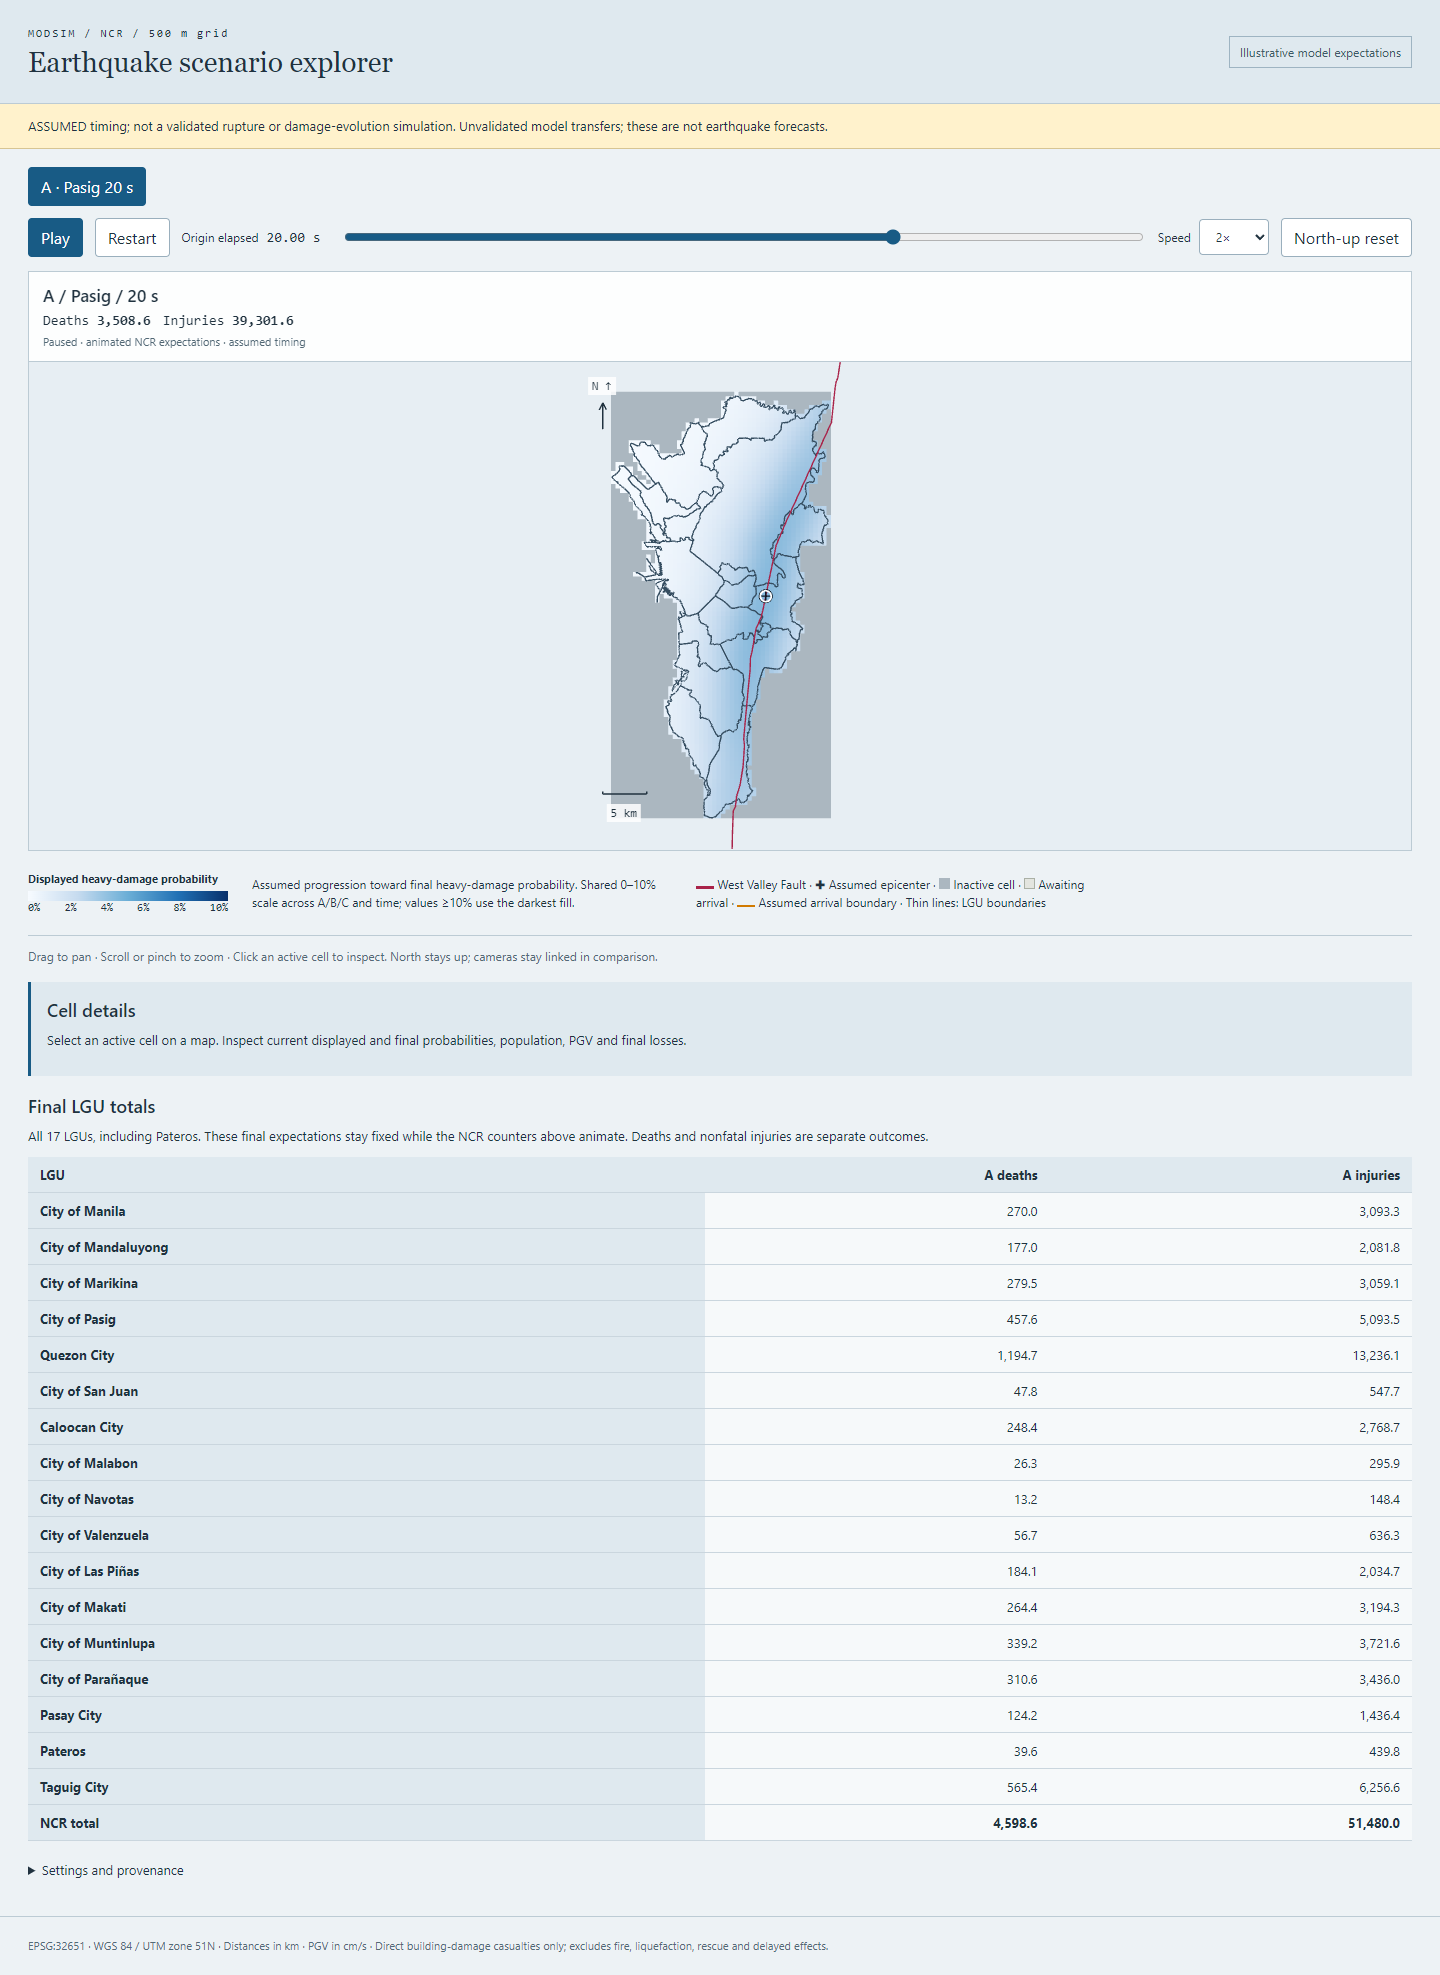 MODSIM / NCR / 500 m grid
Earthquake scenario explorer
Illustrative model expectations
ASSUMED timing; not a validated rupture or damage-evolution simulation. Unvalidated model transfers; these are not earthquake forecasts.
A · Pasig 20 s
Play
Restart
Origin elapsed 20.00 s
Speed
2×
North-up reset
A / Pasig / 20 s
Deaths 3,508.6 Injuries 39,301.6
Paused · animated NCR expectations · assumed timing
N ↑
5 km
Displayed heavy-damage probability
0% 2% 4% 6% 8% 10%
Assumed progression toward final heavy-damage probability. Shared 0–10%
scale across A/B/C and time; values ≥10% use the darkest fill.
West Valley Fault · ✚ Assumed epicenter · Inactive cell · Awaiting
arrival · Assumed arrival boundary · Thin lines: LGU boundaries
Drag to pan · Scroll or pinch to zoom · Click an active cell to inspect. North stays up; cameras stay linked in comparison.
Cell details
Select an active cell on a map. Inspect current displayed and final probabilities, population, PGV and final losses.
Final LGU totals
All 17 LGUs, including Pateros. These final expectations stay fixed while the NCR counters above animate. Deaths and nonfatal injuries are separate outcomes.
LGU A deaths A injuries
City of Manila 270.0 3,093.3
City of Mandaluyong 177.0 2,081.8
City of Marikina 279.5 3,059.1
City of Pasig 457.6 5,093.5
Quezon City 1,194.7 13,236.1
City of San Juan 47.8 547.7
Caloocan City 248.4 2,768.7
City of Malabon 26.3 295.9
City of Navotas 13.2 148.4
City of Valenzuela 56.7 636.3
City of Las Piñas 184.1 2,034.7
City of Makati 264.4 3,194.3
City of Muntinlupa 339.2 3,721.6
City of Parañaque 310.6 3,436.0
Pasay City 124.2 1,436.4
Pateros 39.6 439.8
Taguig City 565.4 6,256.6
NCR total 4,598.6 51,480.0
▶ Settings and provenance
EPSG:32651 · WGS 84 / UTM zone 51N · Distances in km · PGV in cm/s · Direct building-damage casualties only; excludes fire, liquefaction, rescue and delayed effects.